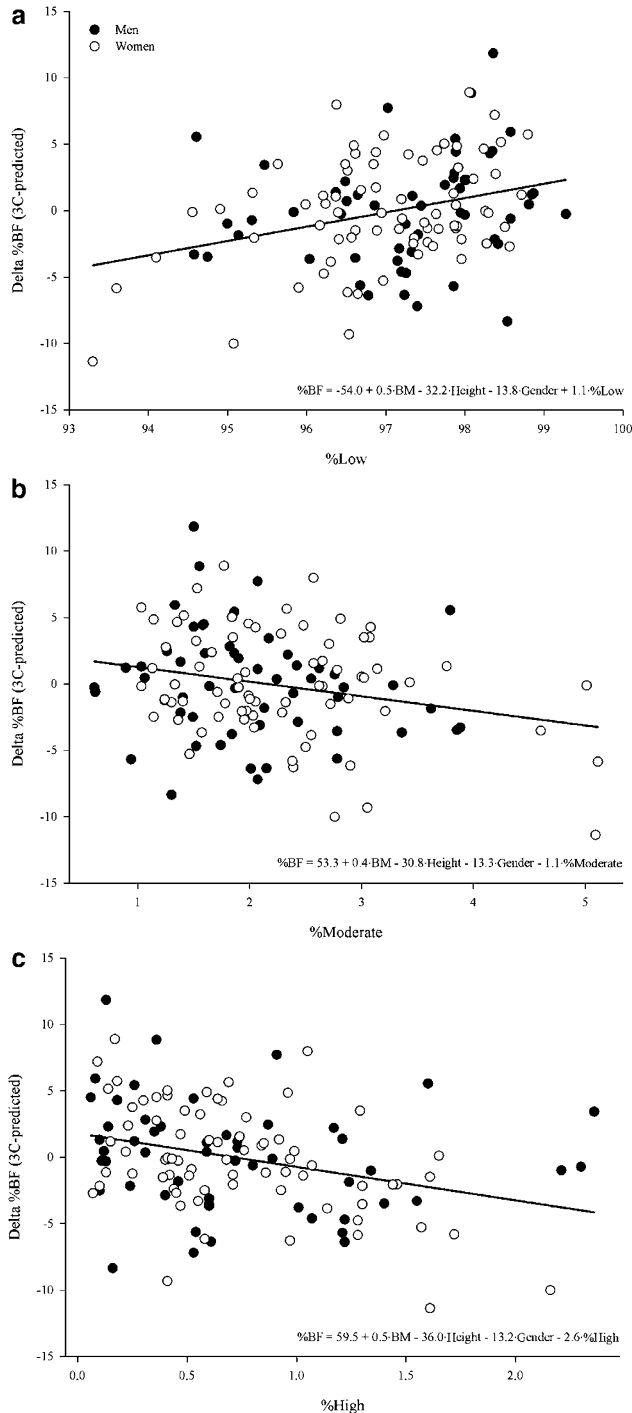 a
15
Men
Women
10
5
0
-5
-10
-15
Delta %BF (3C-predicted)
%BF = -54.0 + 0.5·BM - 32.2·Height - 13.8·Gender + 1.1·%Low
93 94 95 96 97 98 99 100
%Low
b
15
10
5
0
-5
-10
-15
Delta %BF (3C-predicted)
%BF = 53.3 + 0.4·BM - 30.8·Height - 13.3·Gender - 1.1·%Moderate
1 2 3 4 5
%Moderate
c
15
10
5
0
-5
-10
-15
Delta %BF (3C-predicted)
%BF = 59.5 + 0.5·BM - 36.0·Height - 13.2·Gender - 2.6·%High
0.0 0.5 1.0 1.5 2.0
%High